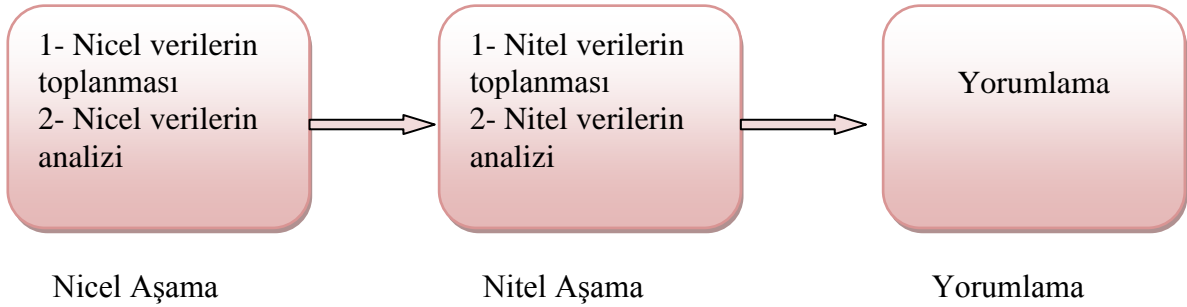 1- Nicel verilerin
toplanması
2- Nicel verilerin
analizi
1- Nitel verilerin
toplanması
2- Nitel verilerin
analizi
Yorumlama
Nicel Aşama
Nitel Aşama
Yorumlama